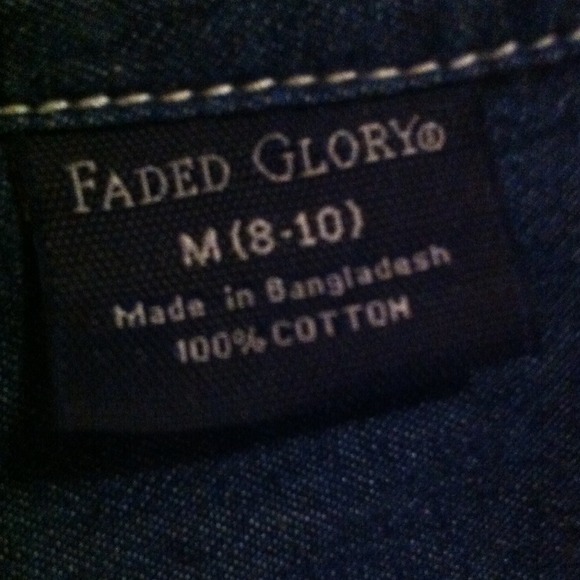 FADED GLORY®
M (8-10)
Made in Bangladesh
100% COTTON